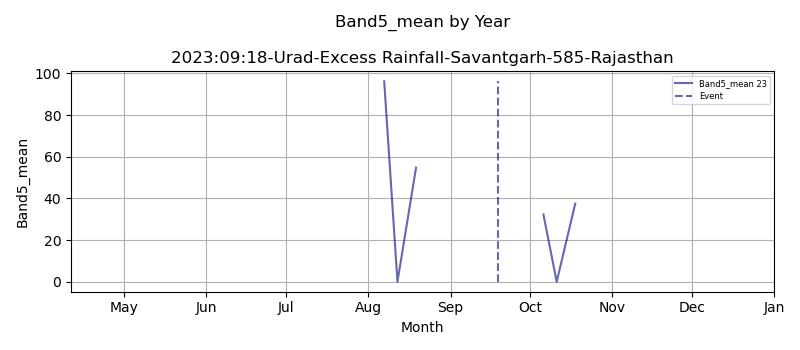 Band5_mean by Year
2023:09:18-Urad-Excess Rainfall-Savantgarh-585-Rajasthan
100
80
60
40
20
0
Band5_mean
Band5_mean 23
Event
May Jun Jul Aug Sep Oct Nov Dec Jan
Month